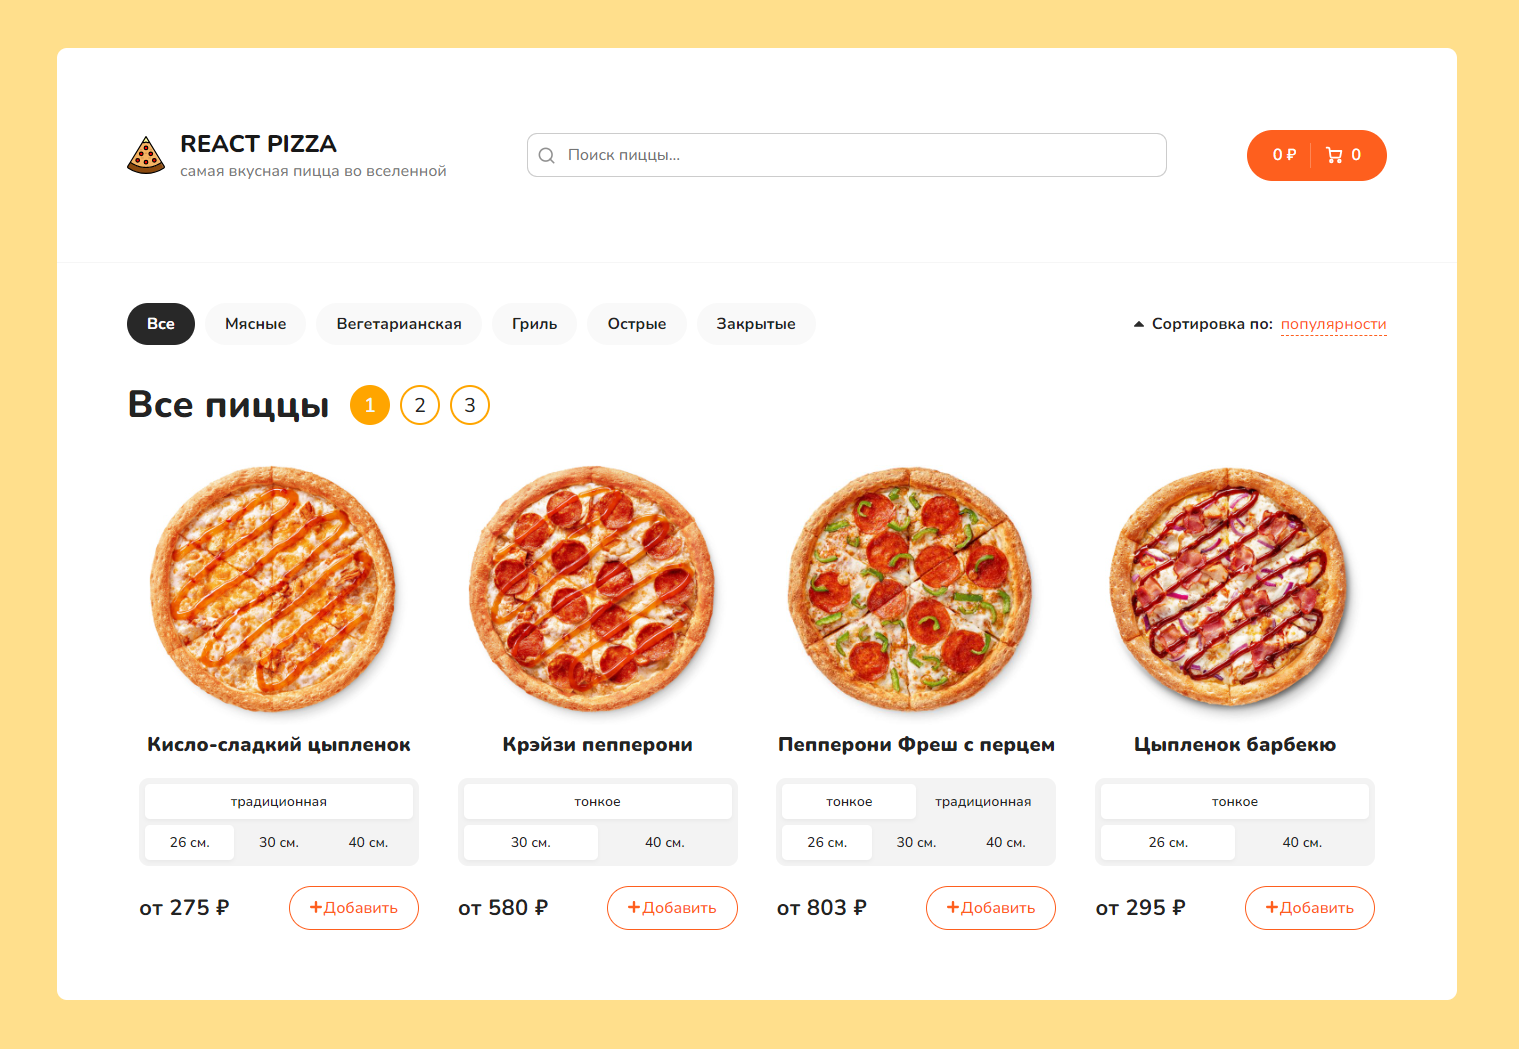 REACT PIZZA
самая вкусная пицца во вселенной
Поиск пиццы...
0 ₽ 0
Все Мясные Вегетарианская Гриль Острые Закрытые Сортировка по: популярности
Все пиццы 1 2 3
Кисло-сладкий цыпленок
традиционная
26 см. 30 см. 40 см.
от 275 ₽ +Добавить
Крэйзи пепперони
тонкое
30 см. 40 см.
от 580 ₽ +Добавить
Пепперони Фреш с перцем
тонкое традиционная
26 см. 30 см. 40 см.
от 803 ₽ +Добавить
Цыпленок барбекю
тонкое
26 см. 40 см.
от 295 ₽ +Добавить